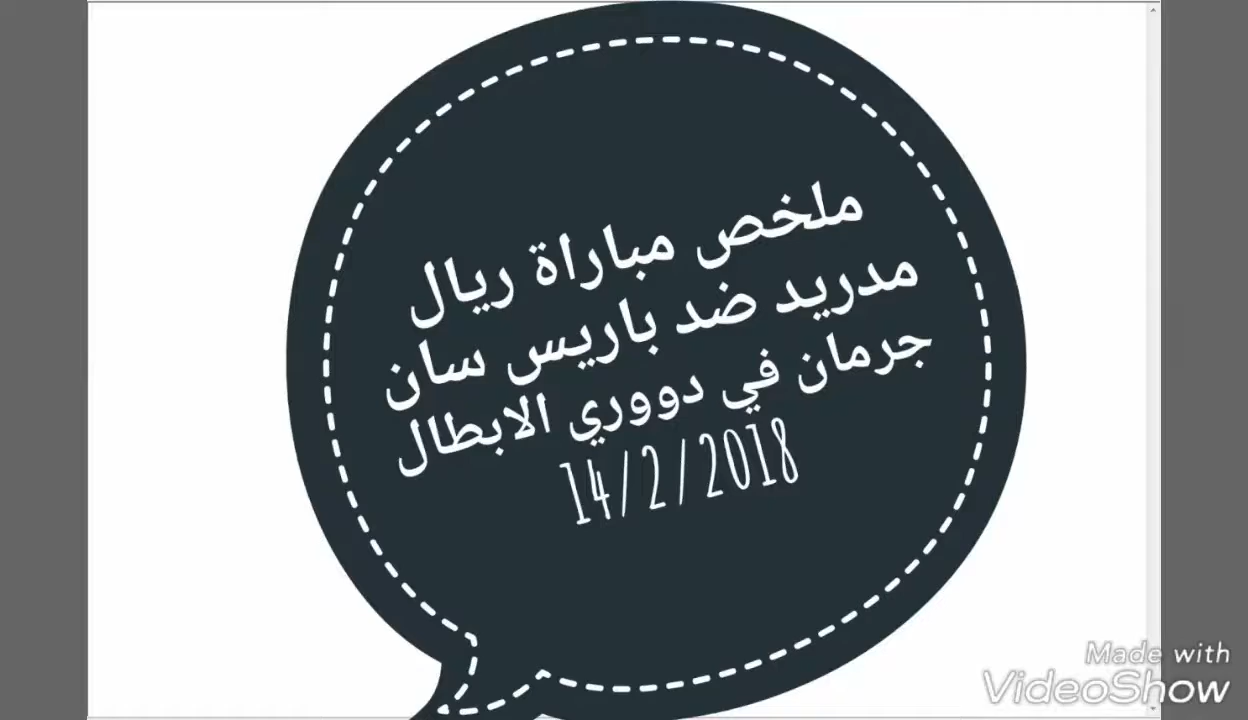 ملخص مباراة ريال
مدريد ضد باريس سان
جرمان في دووري الابطال
14/2/2018
Made with
VideoShow